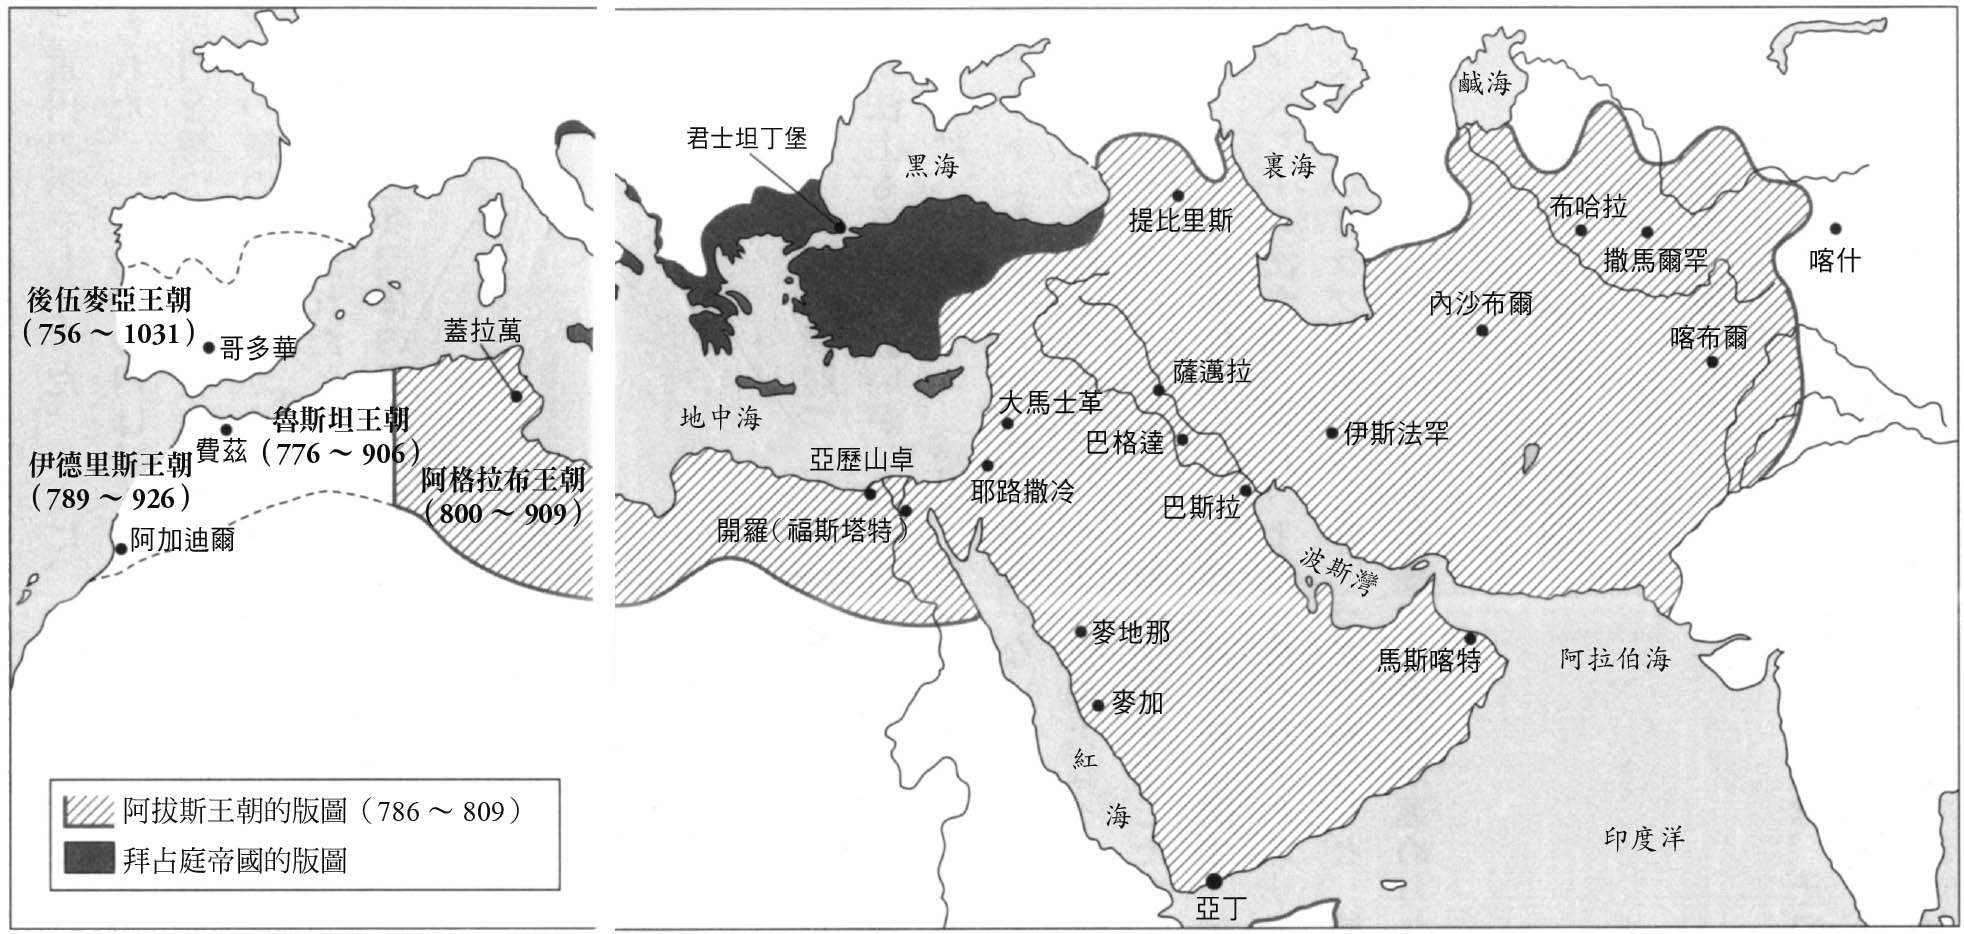 君士坦丁堡
黑海
裏海
鹹海
提比里斯
布哈拉
撒馬爾罕
喀什
後伍麥亞王朝
（756～1031）
哥多華
蓋拉萬
內沙布爾
喀布爾
薩邁拉
地中海
大馬士革
巴格達
伊斯法罕
魯斯坦王朝
（776～906）
費茲
伊德里斯王朝
（789～926）
阿格拉布王朝
（800～909）
亞歷山卓
耶路撒冷
巴斯拉
開羅（福斯塔特）
阿加迪爾
波斯灣
麥地那
馬斯喀特
阿拉伯海
麥加
紅海
印度洋
亞丁
阿拔斯王朝的版圖（786～809）
拜占庭帝國的版圖